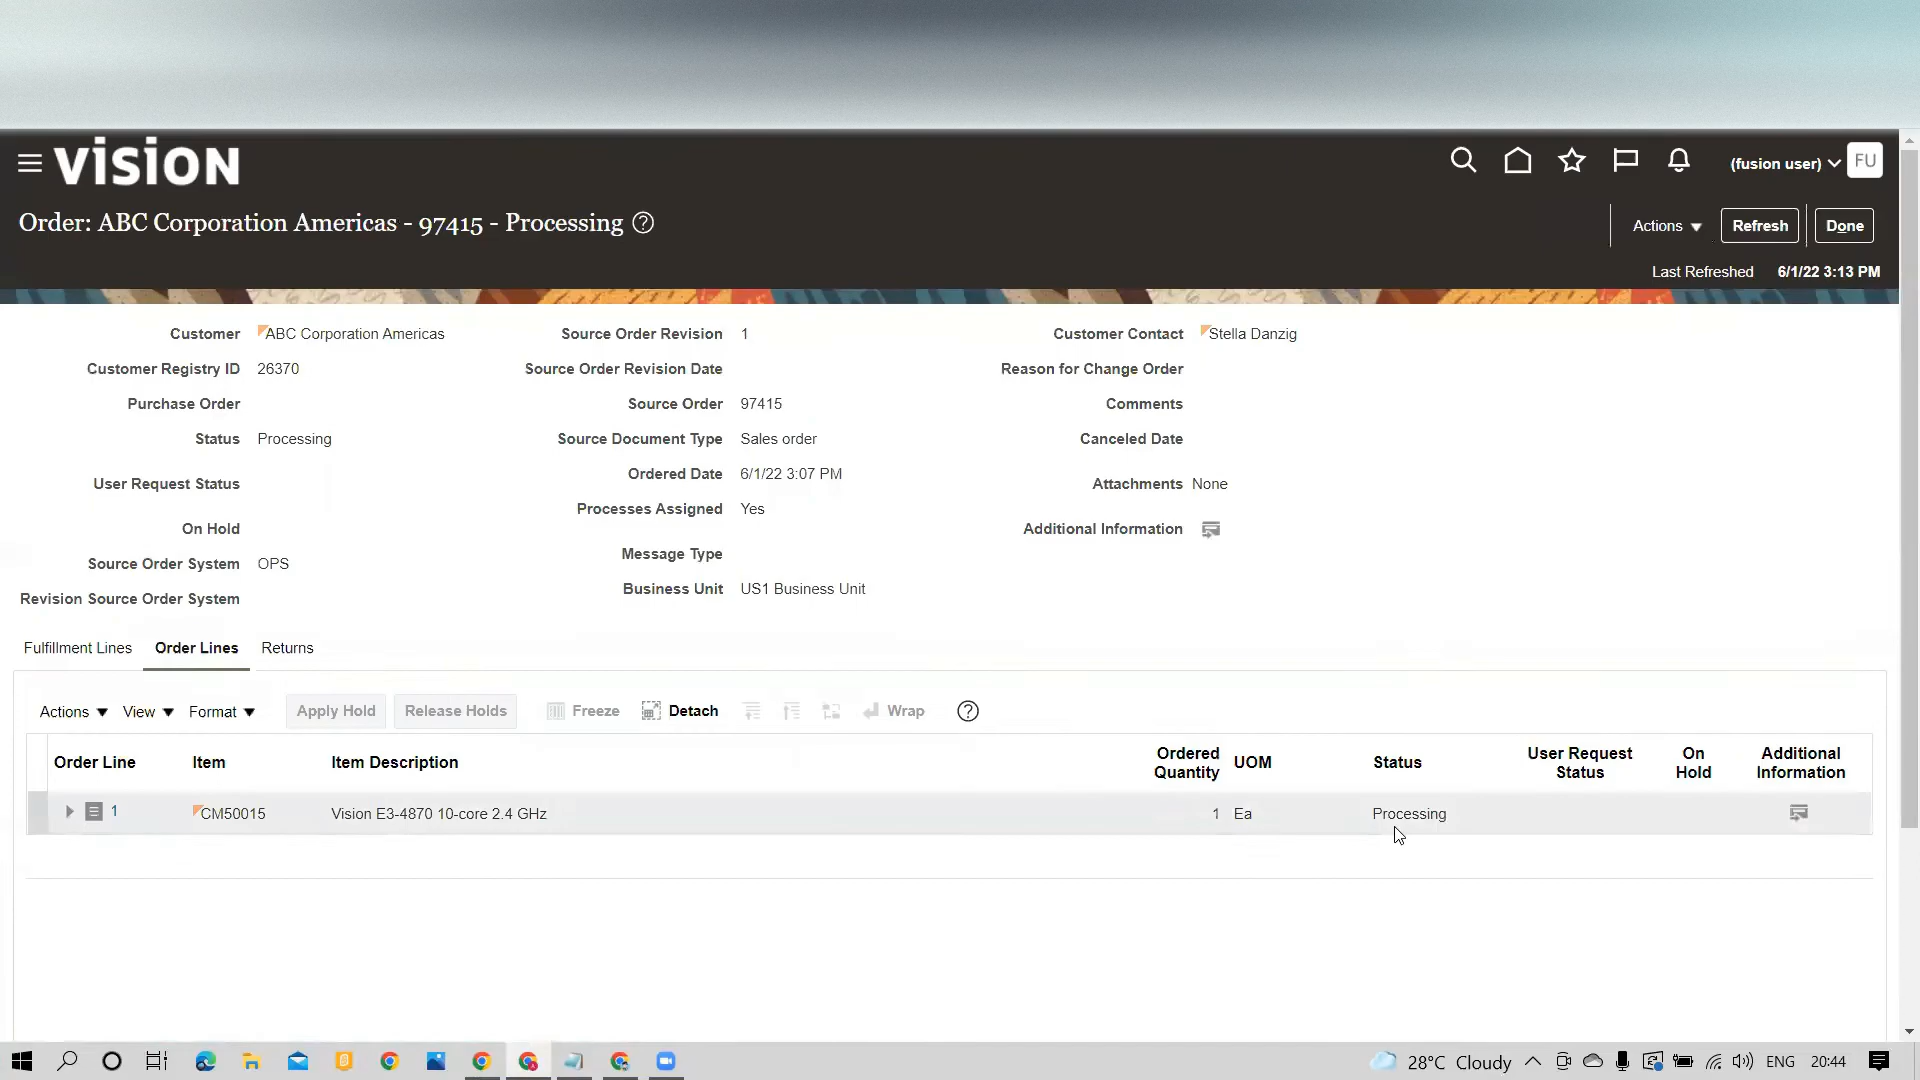 vision
(fusion user)
FU
Order: ABC Corporation Americas - 97415 - Processing ?
Actions
Refresh
Done
Last Refreshed 6/1/22 3:13 PM
Customer ABC Corporation Americas
Customer Registry ID 26370
Purchase Order
Status Processing
User Request Status
On Hold
Source Order System OPS
Revision Source Order System
Source Order Revision 1
Source Order Revision Date
Source Order 97415
Source Document Type Sales order
Ordered Date 6/1/22 3:07 PM
Processes Assigned Yes
Message Type
Business Unit US1 Business Unit
Customer Contact Stella Danzig
Reason for Change Order
Comments
Canceled Date
Attachments None
Additional Information
Fulfillment Lines Order Lines Returns
Actions View Format Apply Hold Release Holds Freeze Detach Wrap ?
Order Line Item Item Description Ordered Quantity UOM Status User Request Status On Hold Additional Information
1 CM50015 Vision E3-4870 10-core 2.4 GHz 1 Ea Processing
28°C Cloudy ENG 20:44